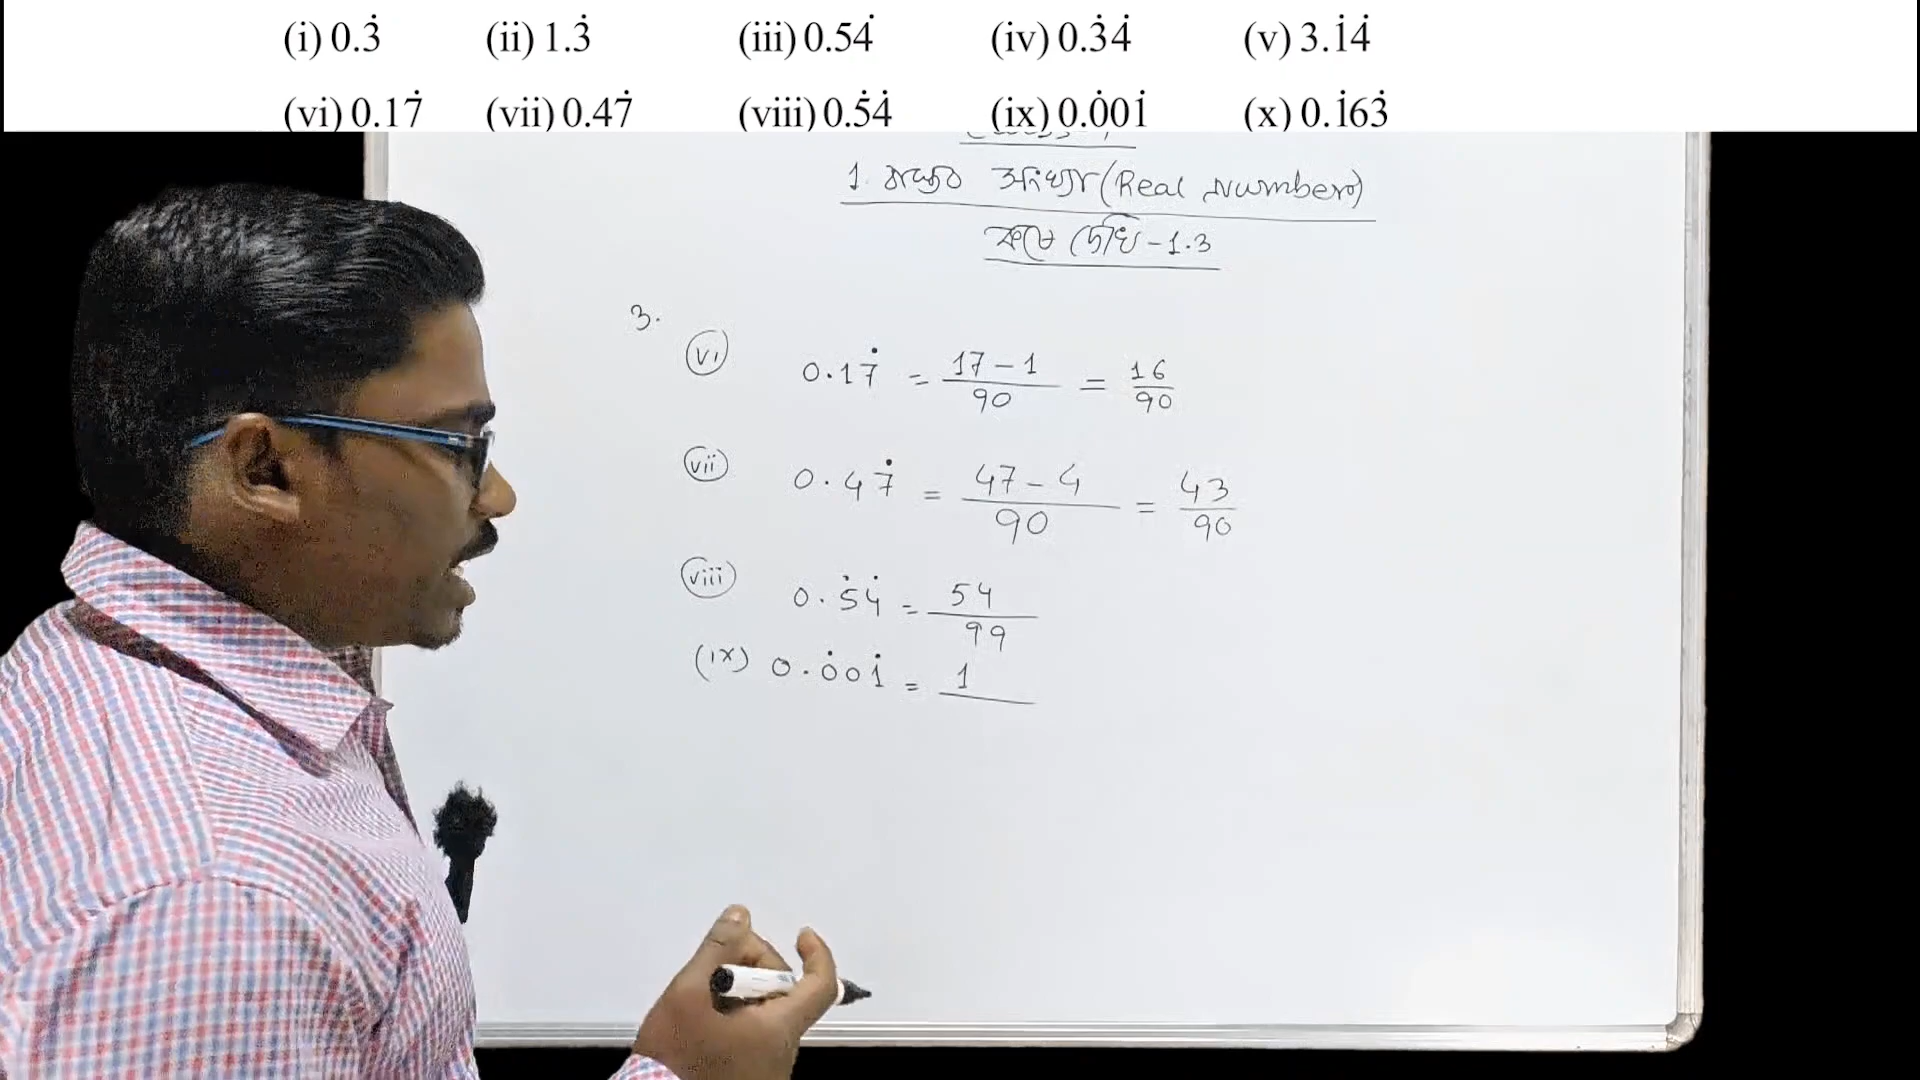 (i) 0.3̇ (ii) 1.3̇ (iii) 0.54̇ (iv) 0.3̇4̇ (v) 3.1̇4̇
(vi) 0.17̇ (vii) 0.47̇ (viii) 0.5̇4̇ (ix) 0.0̇01̇ (x) 0.1̇63̇
1. বাস্তব সংখ্যা (Real Number)
কষে দেখি - 1.3
3.
(vi) 0.17̇ = 17 - 1 / 90 = 16 / 90
(vii) 0.47̇ = 47 - 4 / 90 = 43 / 90
(viii) 0.5̇4̇ = 54 / 99
(ix) 0.0̇01̇ = 1